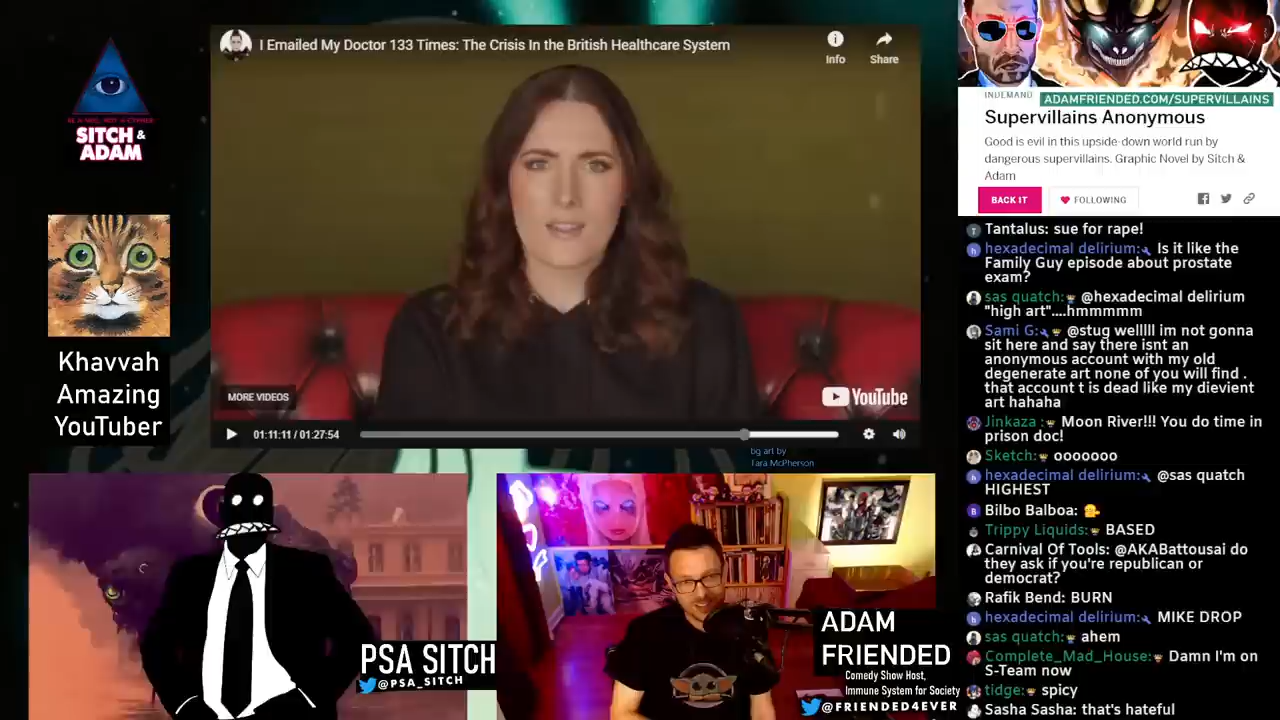 I Emailed My Doctor 133 Times: The Crisis In the British Healthcare System
Info
Share
SITCH &
ADAM
Khavvah
Amazing
YouTuber
MORE VIDEOS
YouTube
01:11:11 / 01:27:54
bg art by
Tara McPherson
PSA SITCH
@PSA_SITCH
ADAM
FRIENDED
Comedy Show Host,
Immune System for Society
@FRIENDED4EVER
INDEMAND
ADAMFRIENDED.COM/SUPERVILLAINS
Supervillains Anonymous
Good is evil in this upside-down world run by
dangerous supervillains. Graphic Novel by Sitch &
Adam
BACK IT
FOLLOWING
Tantalus: sue for rape!
hexadecimal delirium: Is it like the
Family Guy episode about prostate
exam?
sas quatch: @hexadecimal delirium
"high art"....hmmmmm
Sami G: @stug wellll im not gonna
sit here and say there isnt an
anonymous account with my old
degenerate art none of you will find .
that account t is dead like my dievient
art hahaha
Jinkaza : Moon River!!! You do time in
prison doc!
Sketch: ooooooo
hexadecimal delirium: @sas quatch
HIGHEST
Bilbo Balboa:
Trippy Liquids: BASED
Carnival Of Tools: @AKABattousai do
they ask if you're republican or
democrat?
Rafik Bend: BURN
hexadecimal delirium: MIKE DROP
sas quatch: ahem
Complete_Mad_House: Damn I'm on
S-Team now
tidge: spicy
Sasha Sasha: that's hateful